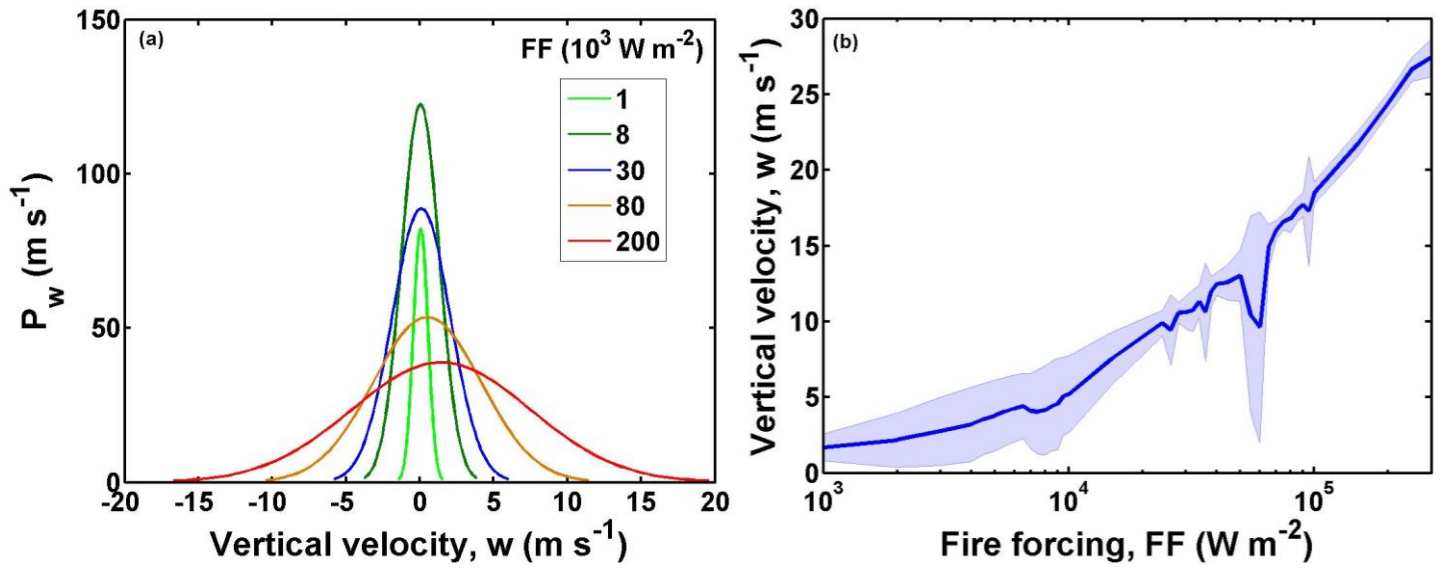 (a)
FF (10³ W m⁻²)
1
8
30
80
200
150
100
50
0
P_w (m s⁻¹)
-20 -15 -10 -5 0 5 10 15 20
Vertical velocity, w (m s⁻¹)
(b)
30
25
20
15
10
5
0
Vertical velocity, w (m s⁻¹)
10³ 10⁴ 10⁵
Fire forcing, FF (W m⁻²)